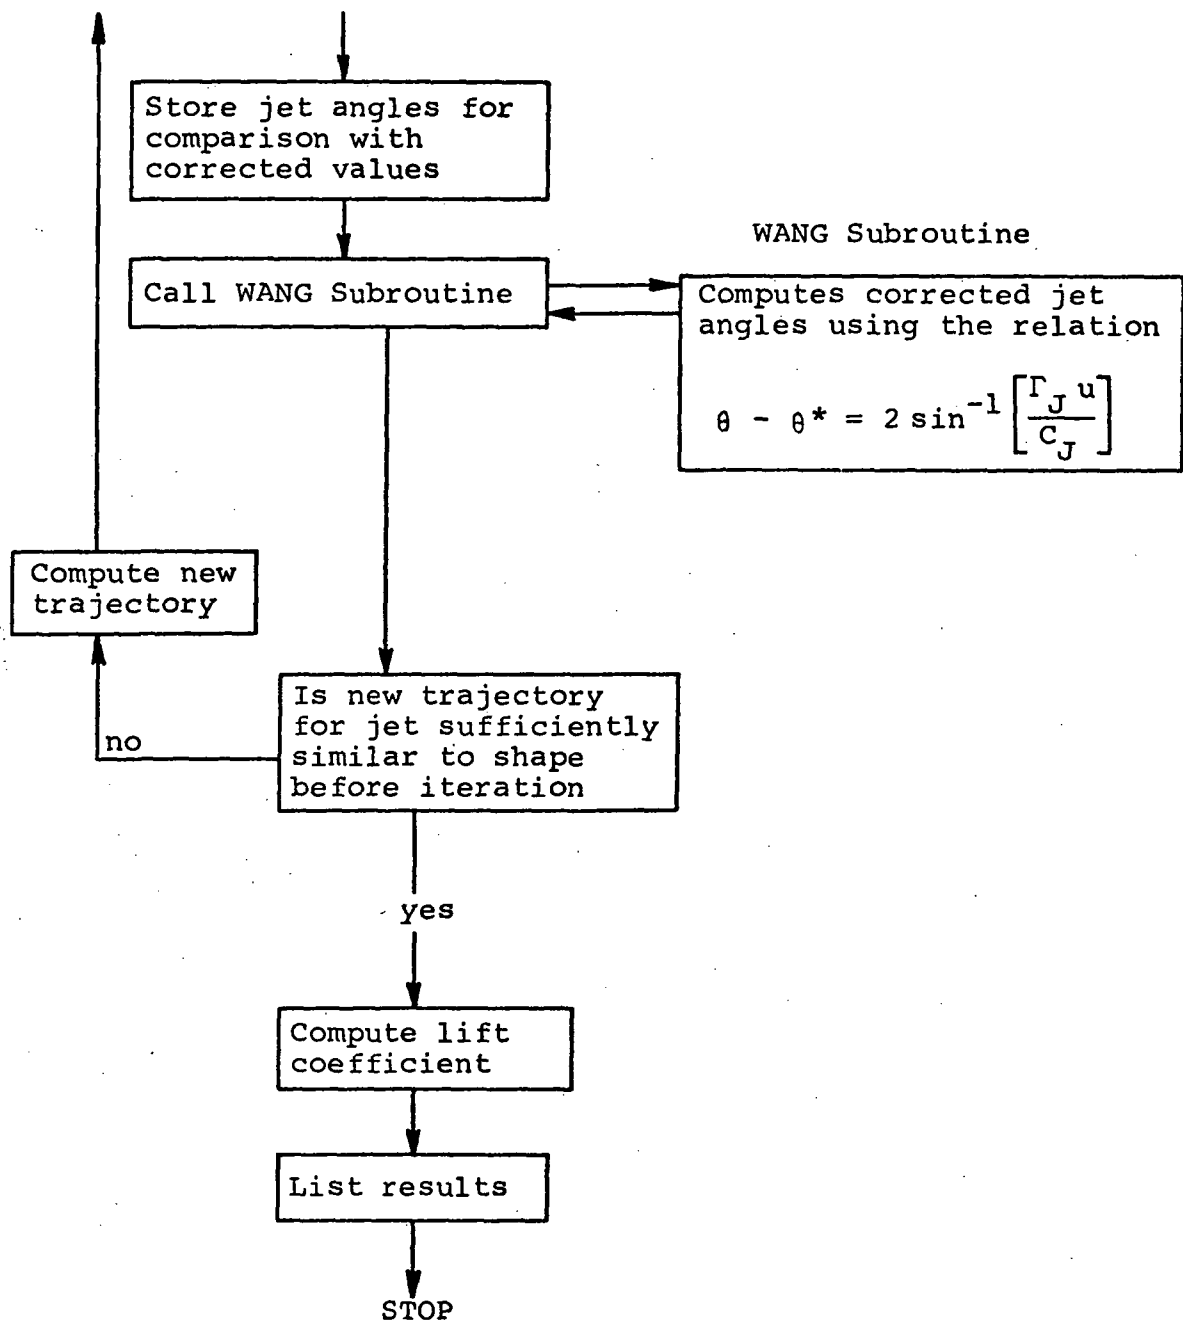 Store jet angles for
comparison with
corrected values
WANG Subroutine
Call WANG Subroutine
Computes corrected jet
angles using the relation
θ - θ* = 2 sin⁻¹ [Γ_J u / C_J]
Compute new
trajectory
Is new trajectory
for jet sufficiently
similar to shape
before iteration
no
yes
Compute lift
coefficient
List results
STOP